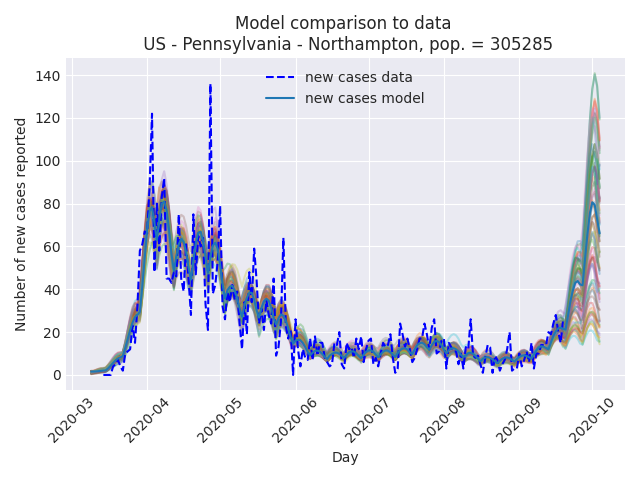 Model comparison to data
US - Pennsylvania - Northampton, pop. = 305285
new cases data
new cases model
Number of new cases reported
140
120
100
80
60
40
20
0
2020-03
2020-04
2020-05
2020-06
2020-07
2020-08
2020-09
2020-10
Day